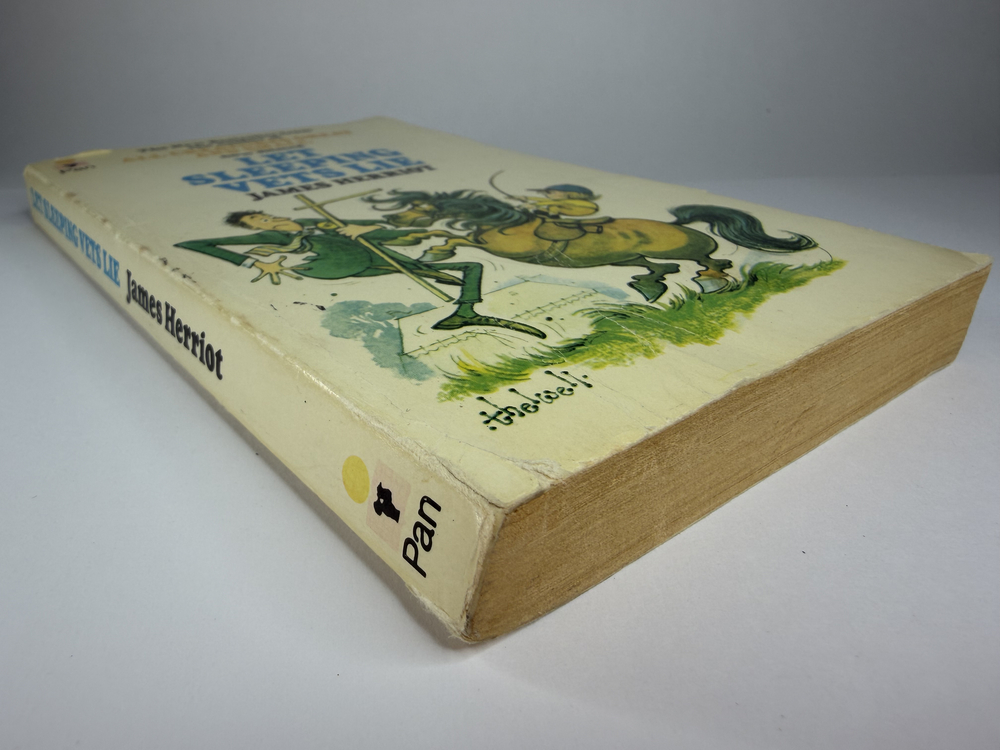 LET
SLEEPING
VETS LIE
JAMES HERRIOT
thelwell.
LET SLEEPING VETS LIE James Herriot
Pan